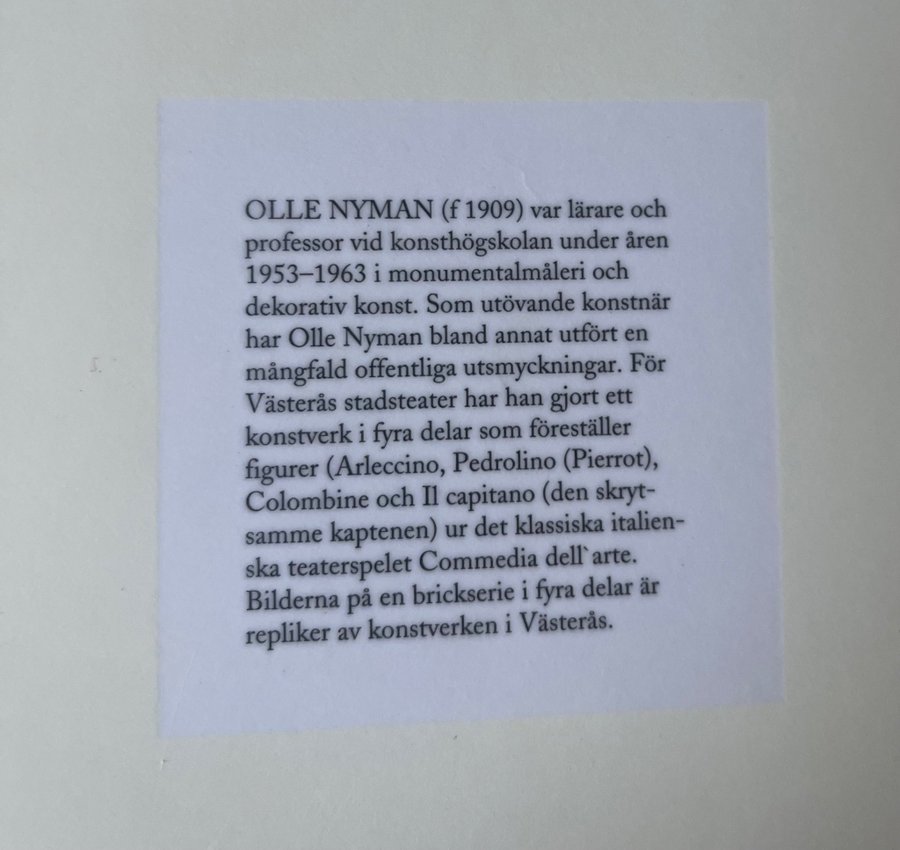 OLLE NYMAN (f 1909) var lärare och
professor vid konsthögskolan under åren
1953–1963 i monumentalmåleri och
dekorativ konst. Som utövande konstnär
har Olle Nyman bland annat utfört en
mångfald offentliga utsmyckningar. För
Västerås stadsteater har han gjort ett
konstverk i fyra delar som föreställer
figurer (Arleccino, Pedrolino (Pierrot),
Colombine och Il capitano (den skryt-
samme kaptenen) ur det klassiska italien-
ska teaterspelet Commedia dell`arte.
Bilderna på en brickserie i fyra delar är
repliker av konstverken i Västerås.